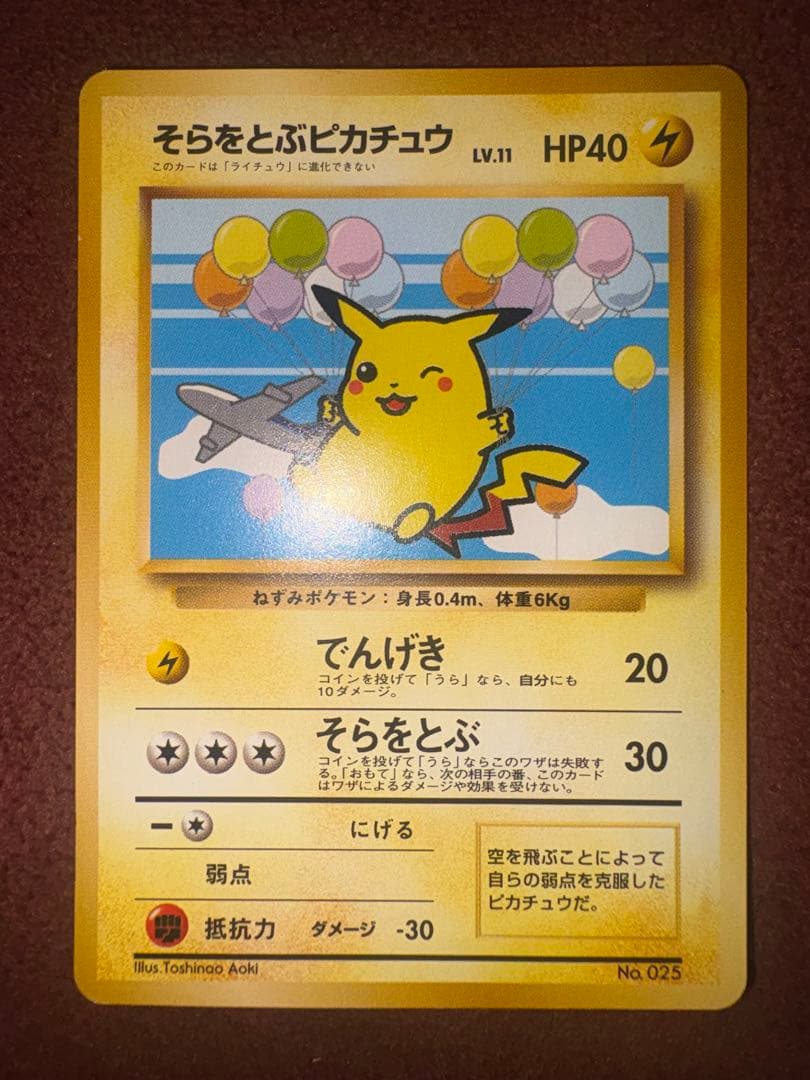 そらをとぶピカチュウ LV.11 HP40
このカードは「ライチュウ」に進化できない
ねずみポケモン：身長0.4m、体重6Kg
でんげき 20
コインを投げて「うら」なら、自分にも
10ダメージ。
そらをとぶ 30
コインを投げて「うら」ならこのワザは失敗す
る。「おもて」なら、次の相手の番、このカード
はワザによるダメージや効果を受けない。
にげる
弱点
抵抗力 ダメージ -30
空を飛ぶことによって
自らの弱点を克服した
ピカチュウだ。
Illus.Toshinao Aoki
No. 025